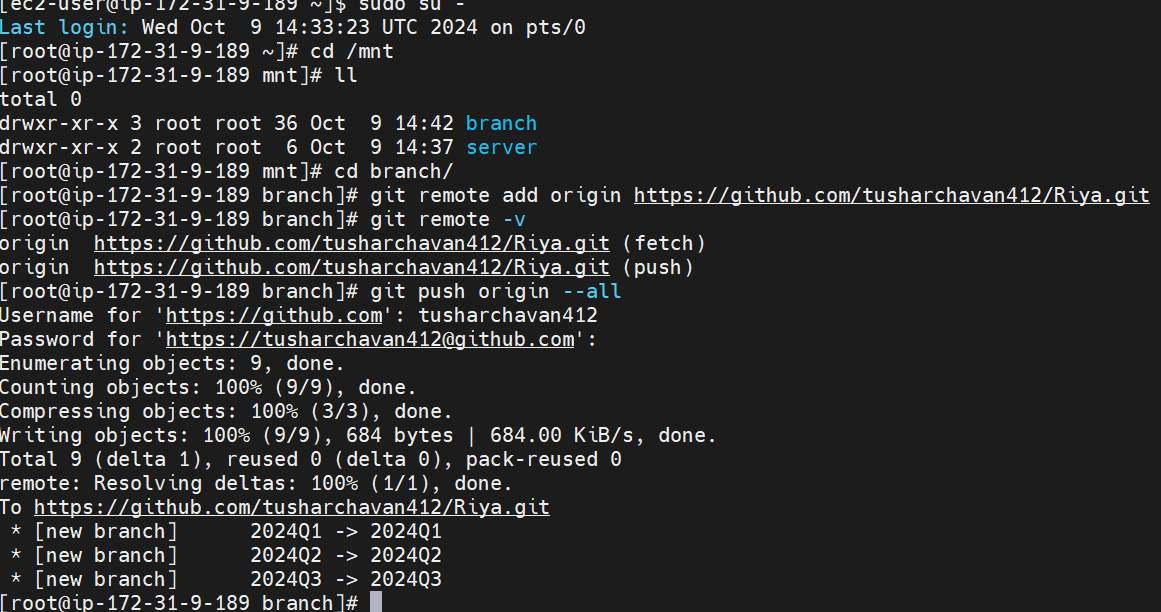 [ec2-user@ip-172-31-9-189 ~]$ sudo su -
Last login: Wed Oct  9 14:33:23 UTC 2024 on pts/0
[root@ip-172-31-9-189 ~]# cd /mnt
[root@ip-172-31-9-189 mnt]# ll
total 0
drwxr-xr-x 3 root root 36 Oct  9 14:42 branch
drwxr-xr-x 2 root root  6 Oct  9 14:37 server
[root@ip-172-31-9-189 mnt]# cd branch/
[root@ip-172-31-9-189 branch]# git remote add origin https://github.com/tusharchavan412/Riya.git
[root@ip-172-31-9-189 branch]# git remote -v
origin  https://github.com/tusharchavan412/Riya.git (fetch)
origin  https://github.com/tusharchavan412/Riya.git (push)
[root@ip-172-31-9-189 branch]# git push origin --all
Username for 'https://github.com': tusharchavan412
Password for 'https://tusharchavan412@github.com':
Enumerating objects: 9, done.
Counting objects: 100% (9/9), done.
Compressing objects: 100% (3/3), done.
Writing objects: 100% (9/9), 684 bytes | 684.00 KiB/s, done.
Total 9 (delta 1), reused 0 (delta 0), pack-reused 0
remote: Resolving deltas: 100% (1/1), done.
To https://github.com/tusharchavan412/Riya.git
 * [new branch]      2024Q1 -> 2024Q1
 * [new branch]      2024Q2 -> 2024Q2
 * [new branch]      2024Q3 -> 2024Q3
[root@ip-172-31-9-189 branch]#